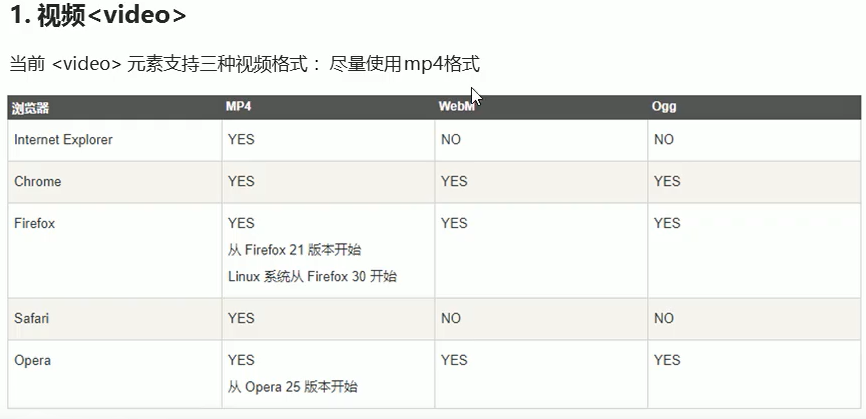 1. 视频<video>
当前 <video> 元素支持三种视频格式： 尽量使用mp4格式
浏览器 MP4 WebM Ogg
Internet Explorer YES NO NO
Chrome YES YES YES
Firefox YES YES YES
从 Firefox 21 版本开始
Linux 系统从 Firefox 30 开始
Safari YES NO NO
Opera YES YES YES
从 Opera 25 版本开始